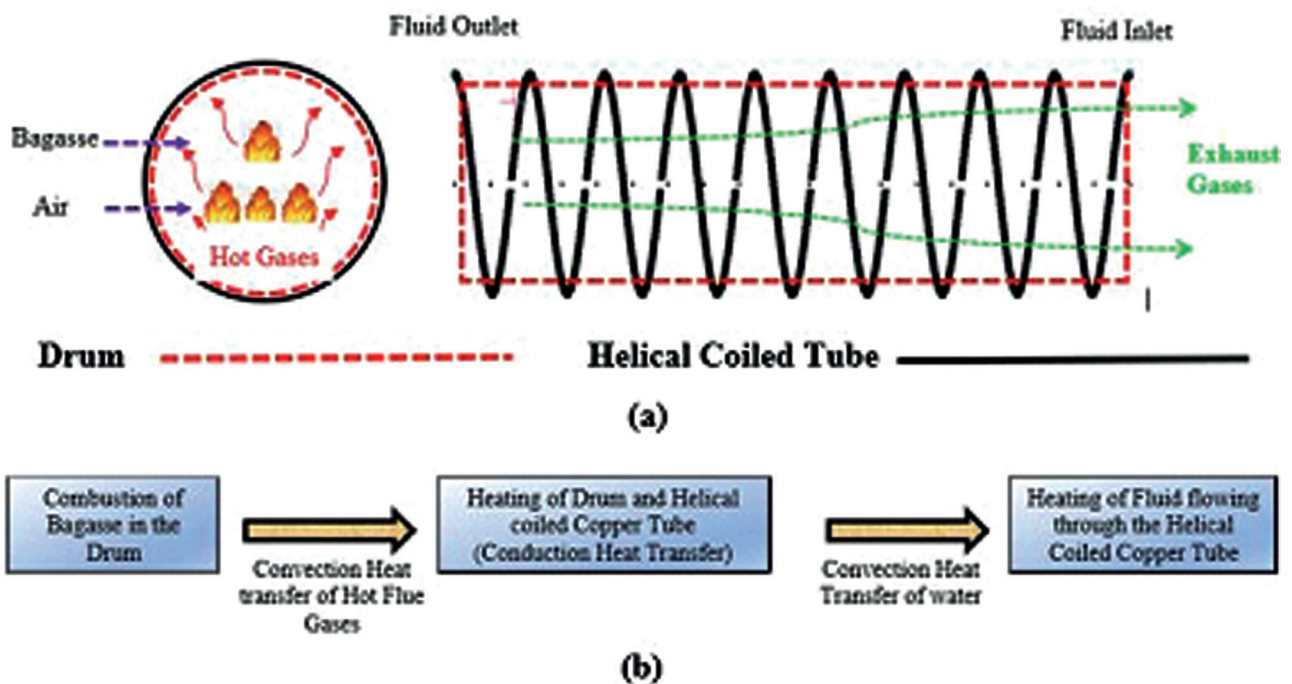 Fluid Outlet
Fluid Inlet
Bagasse
Air
Hot Gases
Exhaust
Gases
Drum
Helical Coiled Tube
(a)
Combustion of
Bagasse in the
Drum
Convection Heat
transfer of Hot Flue
Gases
Heating of Drum and Helical
coiled Copper Tube
(Conduction Heat Transfer)
Convection Heat
Transfer of water
Heating of Fluid flowing
through the Helical
Coiled Copper Tube
(b)